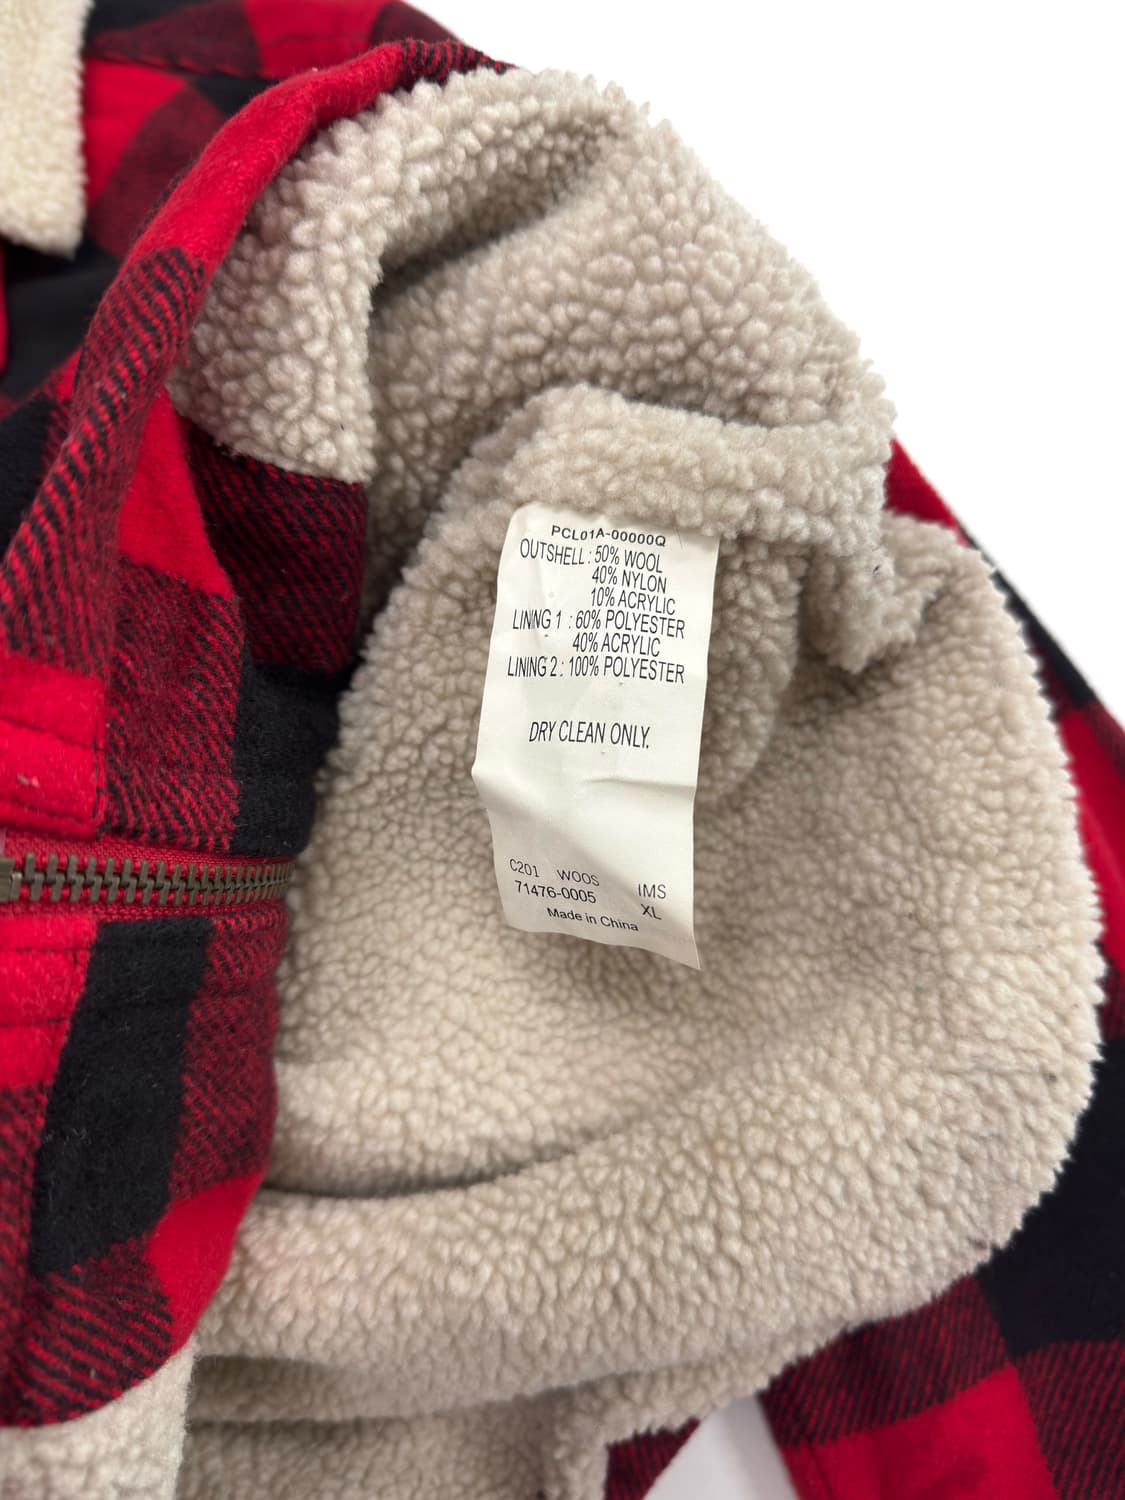 PCL01A-00000Q
OUTSHELL : 50% WOOL
40% NYLON
10% ACRYLIC
LINING 1 : 60% POLYESTER
40% ACRYLIC
LINING 2 : 100% POLYESTER
DRY CLEAN ONLY.
C201 WOOS IMS
71476-0005 XL
Made in China